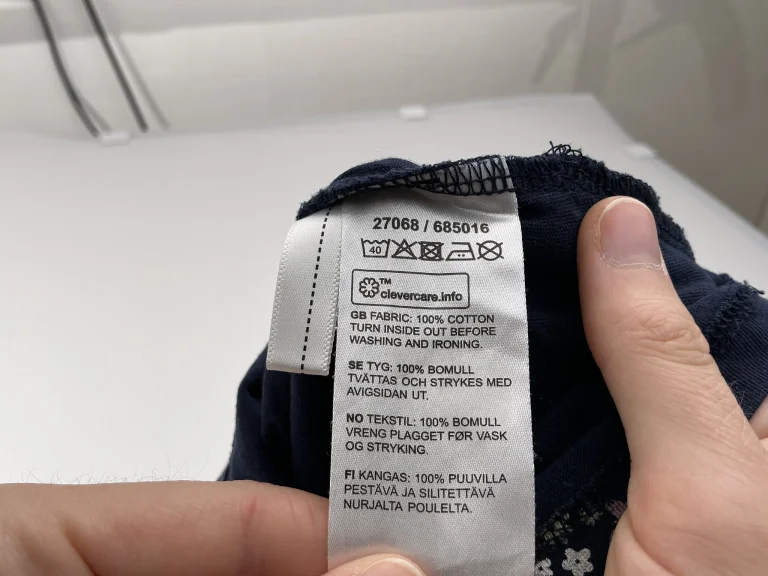 27068 / 685016
40
TM
clevercare.info
GB FABRIC: 100% COTTON
TURN INSIDE OUT BEFORE
WASHING AND IRONING.
SE TYG: 100% BOMULL
TVÄTTAS OCH STRYKES MED
AVIGSIDAN UT.
NO TEKSTIL: 100% BOMULL
VRENG PLAGGET FØR VASK
OG STRYKING.
FI KANGAS: 100% PUUVILLA
PESTÄVÄ JA SILITETTÄVÄ
NURJALTA POULELTA.